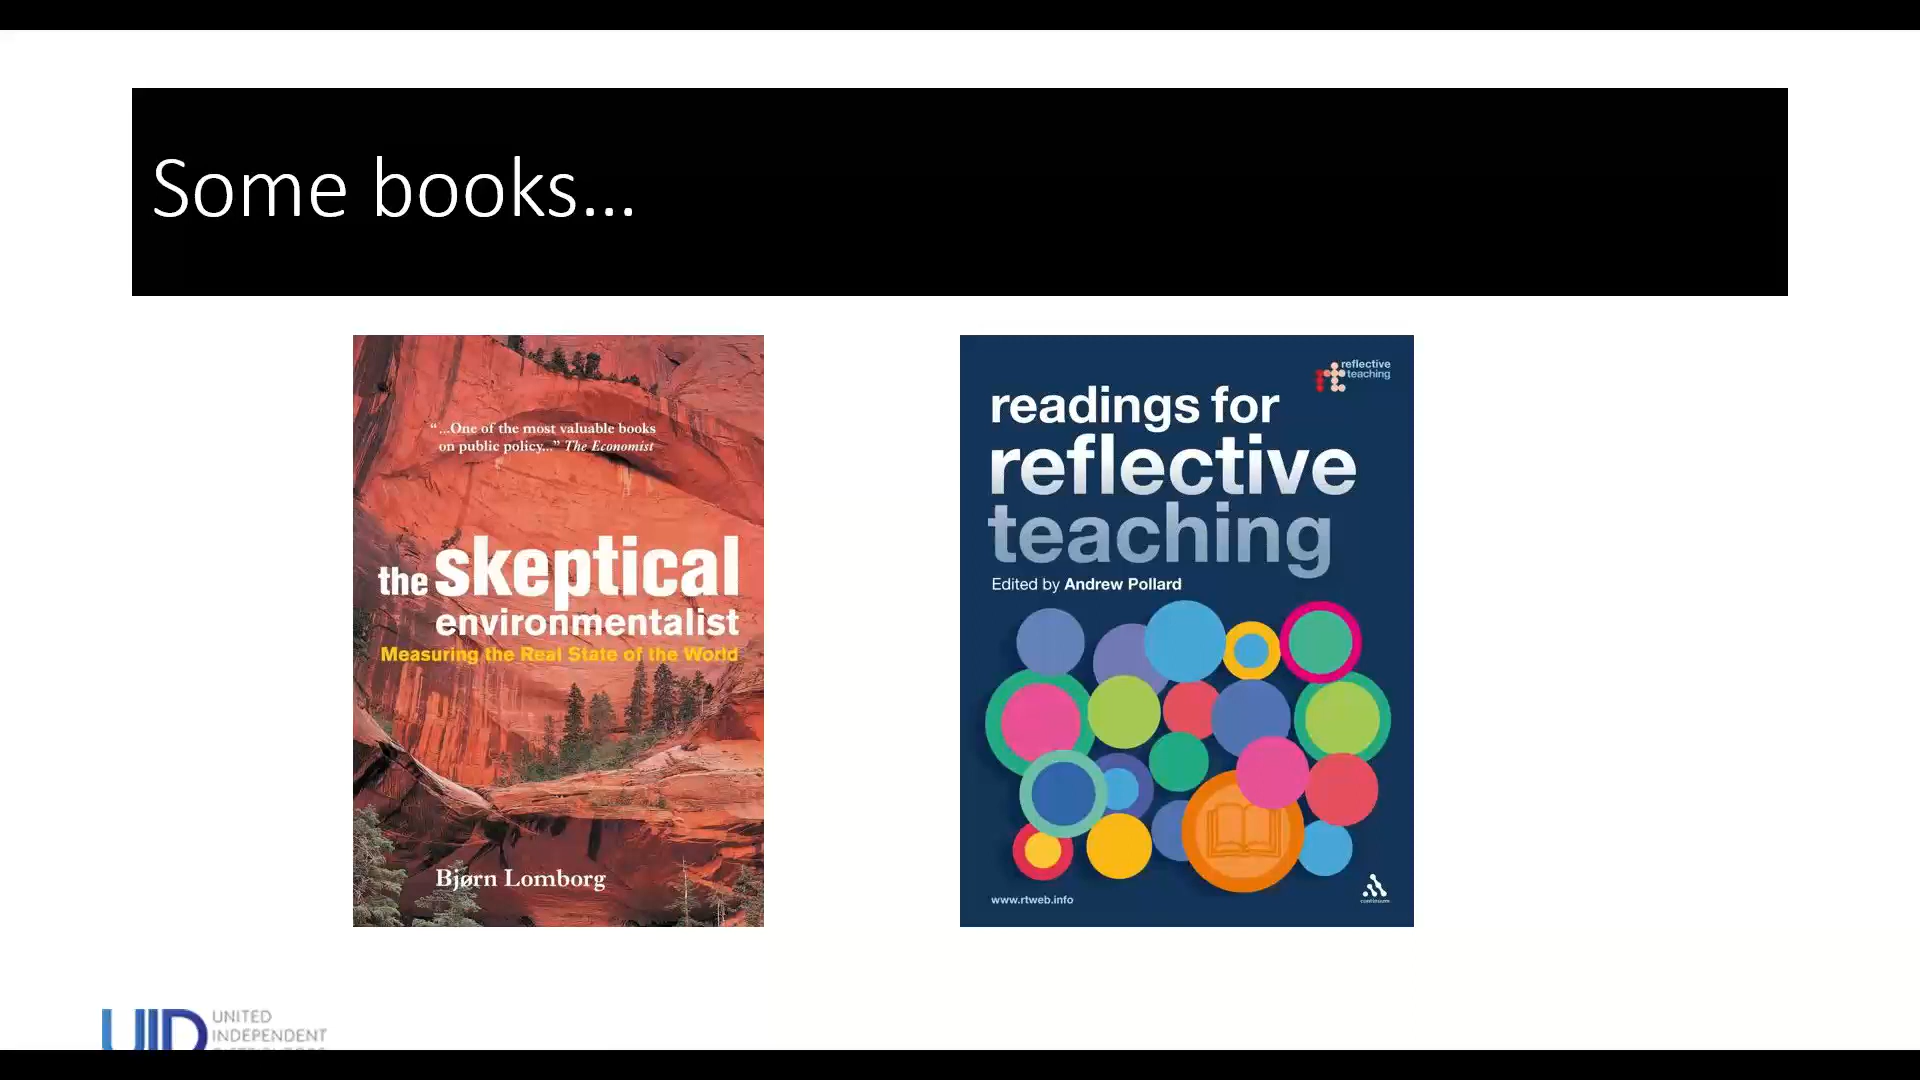 Some books...
"...One of the most valuable books
on public policy..." The Economist
the skeptical
environmentalist
Measuring the Real State of the World
Bjørn Lomborg
reflective
teaching
readings for
reflective
teaching
Edited by Andrew Pollard
www.rtweb.info
continuum
UID
UNITED
INDEPENDENT